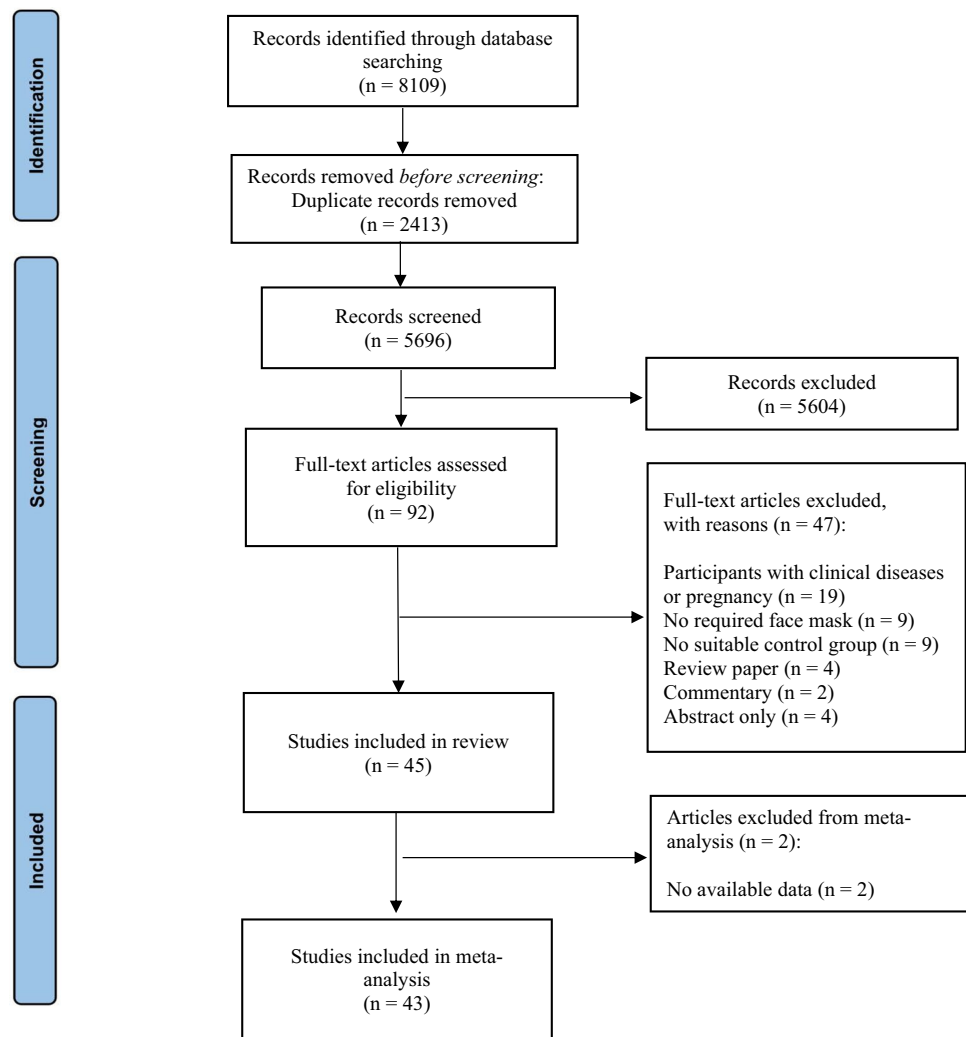 Identification
Records identified through database
searching
(n = 8109)
Records removed before screening:
Duplicate records removed
(n = 2413)
Screening
Records screened
(n = 5696)
Records excluded
(n = 5604)
Full-text articles assessed
for eligibility
(n = 92)
Full-text articles excluded,
with reasons (n = 47):
Participants with clinical diseases
or pregnancy (n = 19)
No required face mask (n = 9)
No suitable control group (n = 9)
Review paper (n = 4)
Commentary (n = 2)
Abstract only (n = 4)
Included
Studies included in review
(n = 45)
Articles excluded from meta-
analysis (n = 2):
No available data (n = 2)
Studies included in meta-
analysis
(n = 43)